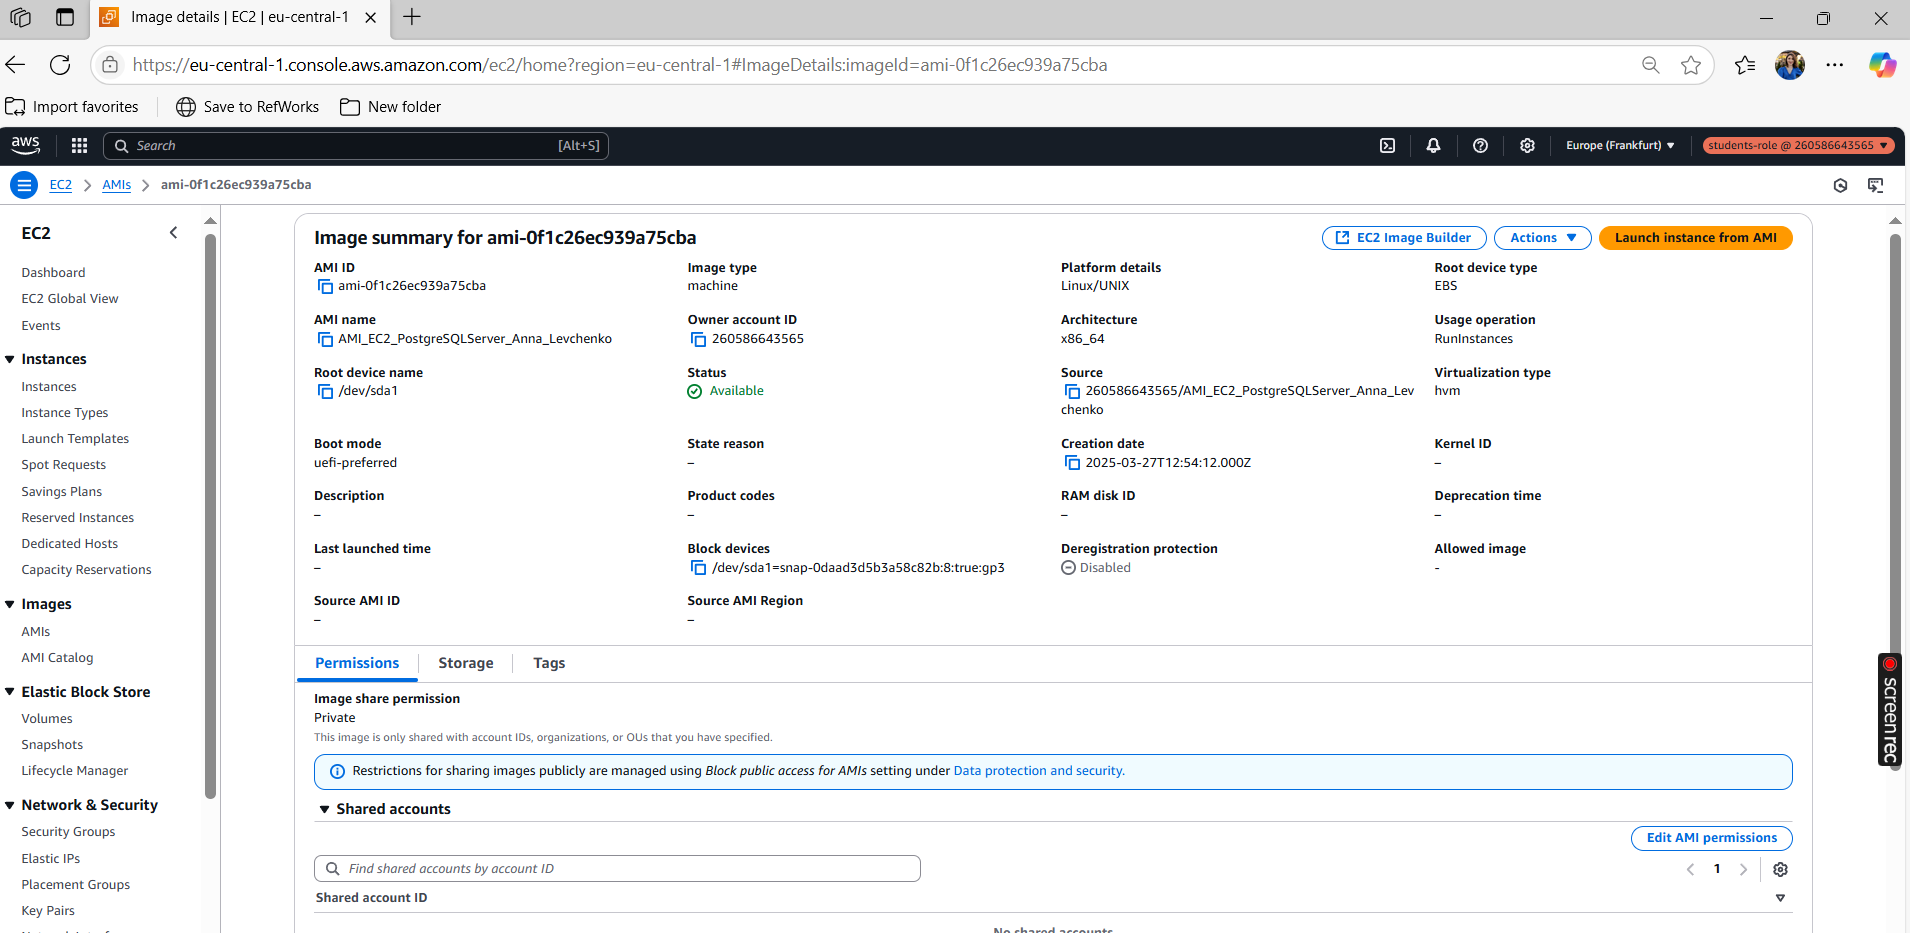 Image details | EC2 | eu-central-1
https://eu-central-1.console.aws.amazon.com/ec2/home?region=eu-central-1#ImageDetails:imageId=ami-0f1c26ec939a75cba
Import favorites
Save to RefWorks
New folder
aws
Search
[Alt+S]
Europe (Frankfurt)
students-role @ 260586643565
EC2
AMIs
ami-0f1c26ec939a75cba
EC2
Dashboard
EC2 Global View
Events
Instances
Instances
Instance Types
Launch Templates
Spot Requests
Savings Plans
Reserved Instances
Dedicated Hosts
Capacity Reservations
Images
AMIs
AMI Catalog
Elastic Block Store
Volumes
Snapshots
Lifecycle Manager
Network & Security
Security Groups
Elastic IPs
Placement Groups
Key Pairs
Image summary for ami-0f1c26ec939a75cba
EC2 Image Builder
Actions
Launch instance from AMI
AMI ID
ami-0f1c26ec939a75cba
Image type
machine
Platform details
Linux/UNIX
Root device type
EBS
AMI name
AMI_EC2_PostgreSQLServer_Anna_Levchenko
Owner account ID
260586643565
Architecture
x86_64
Usage operation
RunInstances
Root device name
/dev/sda1
Status
Available
Source
260586643565/AMI_EC2_PostgreSQLServer_Anna_Lev
chenko
Virtualization type
hvm
Boot mode
uefi-preferred
State reason
–
Creation date
2025-03-27T12:54:12.000Z
Kernel ID
–
Description
–
Product codes
–
RAM disk ID
–
Deprecation time
–
Last launched time
–
Block devices
/dev/sda1=snap-0daad3d5b3a58c82b:8:true:gp3
Deregistration protection
Disabled
Allowed image
-
Source AMI ID
–
Source AMI Region
–
Permissions
Storage
Tags
Image share permission
Private
This image is only shared with account IDs, organizations, or OUs that you have specified.
Restrictions for sharing images publicly are managed using Block public access for AMIs setting under Data protection and security.
Shared accounts
Edit AMI permissions
Find shared accounts by account ID
1
Shared account ID
No shared accounts
screenrec